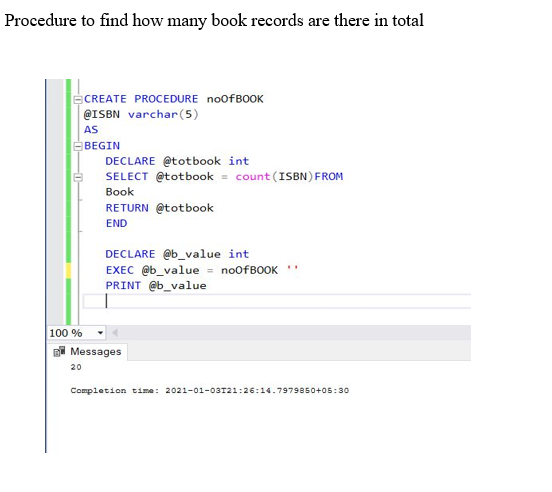 Procedure to find how many book records are there in total
CREATE PROCEDURE noOfBOOK
@ISBN varchar(5)
AS
BEGIN
DECLARE @totbook int
SELECT @totbook = count(ISBN)FROM
Book
RETURN @totbook
END
DECLARE @b_value int
EXEC @b_value = noOfBOOK ''
PRINT @b_value
100 %
Messages
20
Completion time: 2021-01-03T21:26:14.7979850+05:30